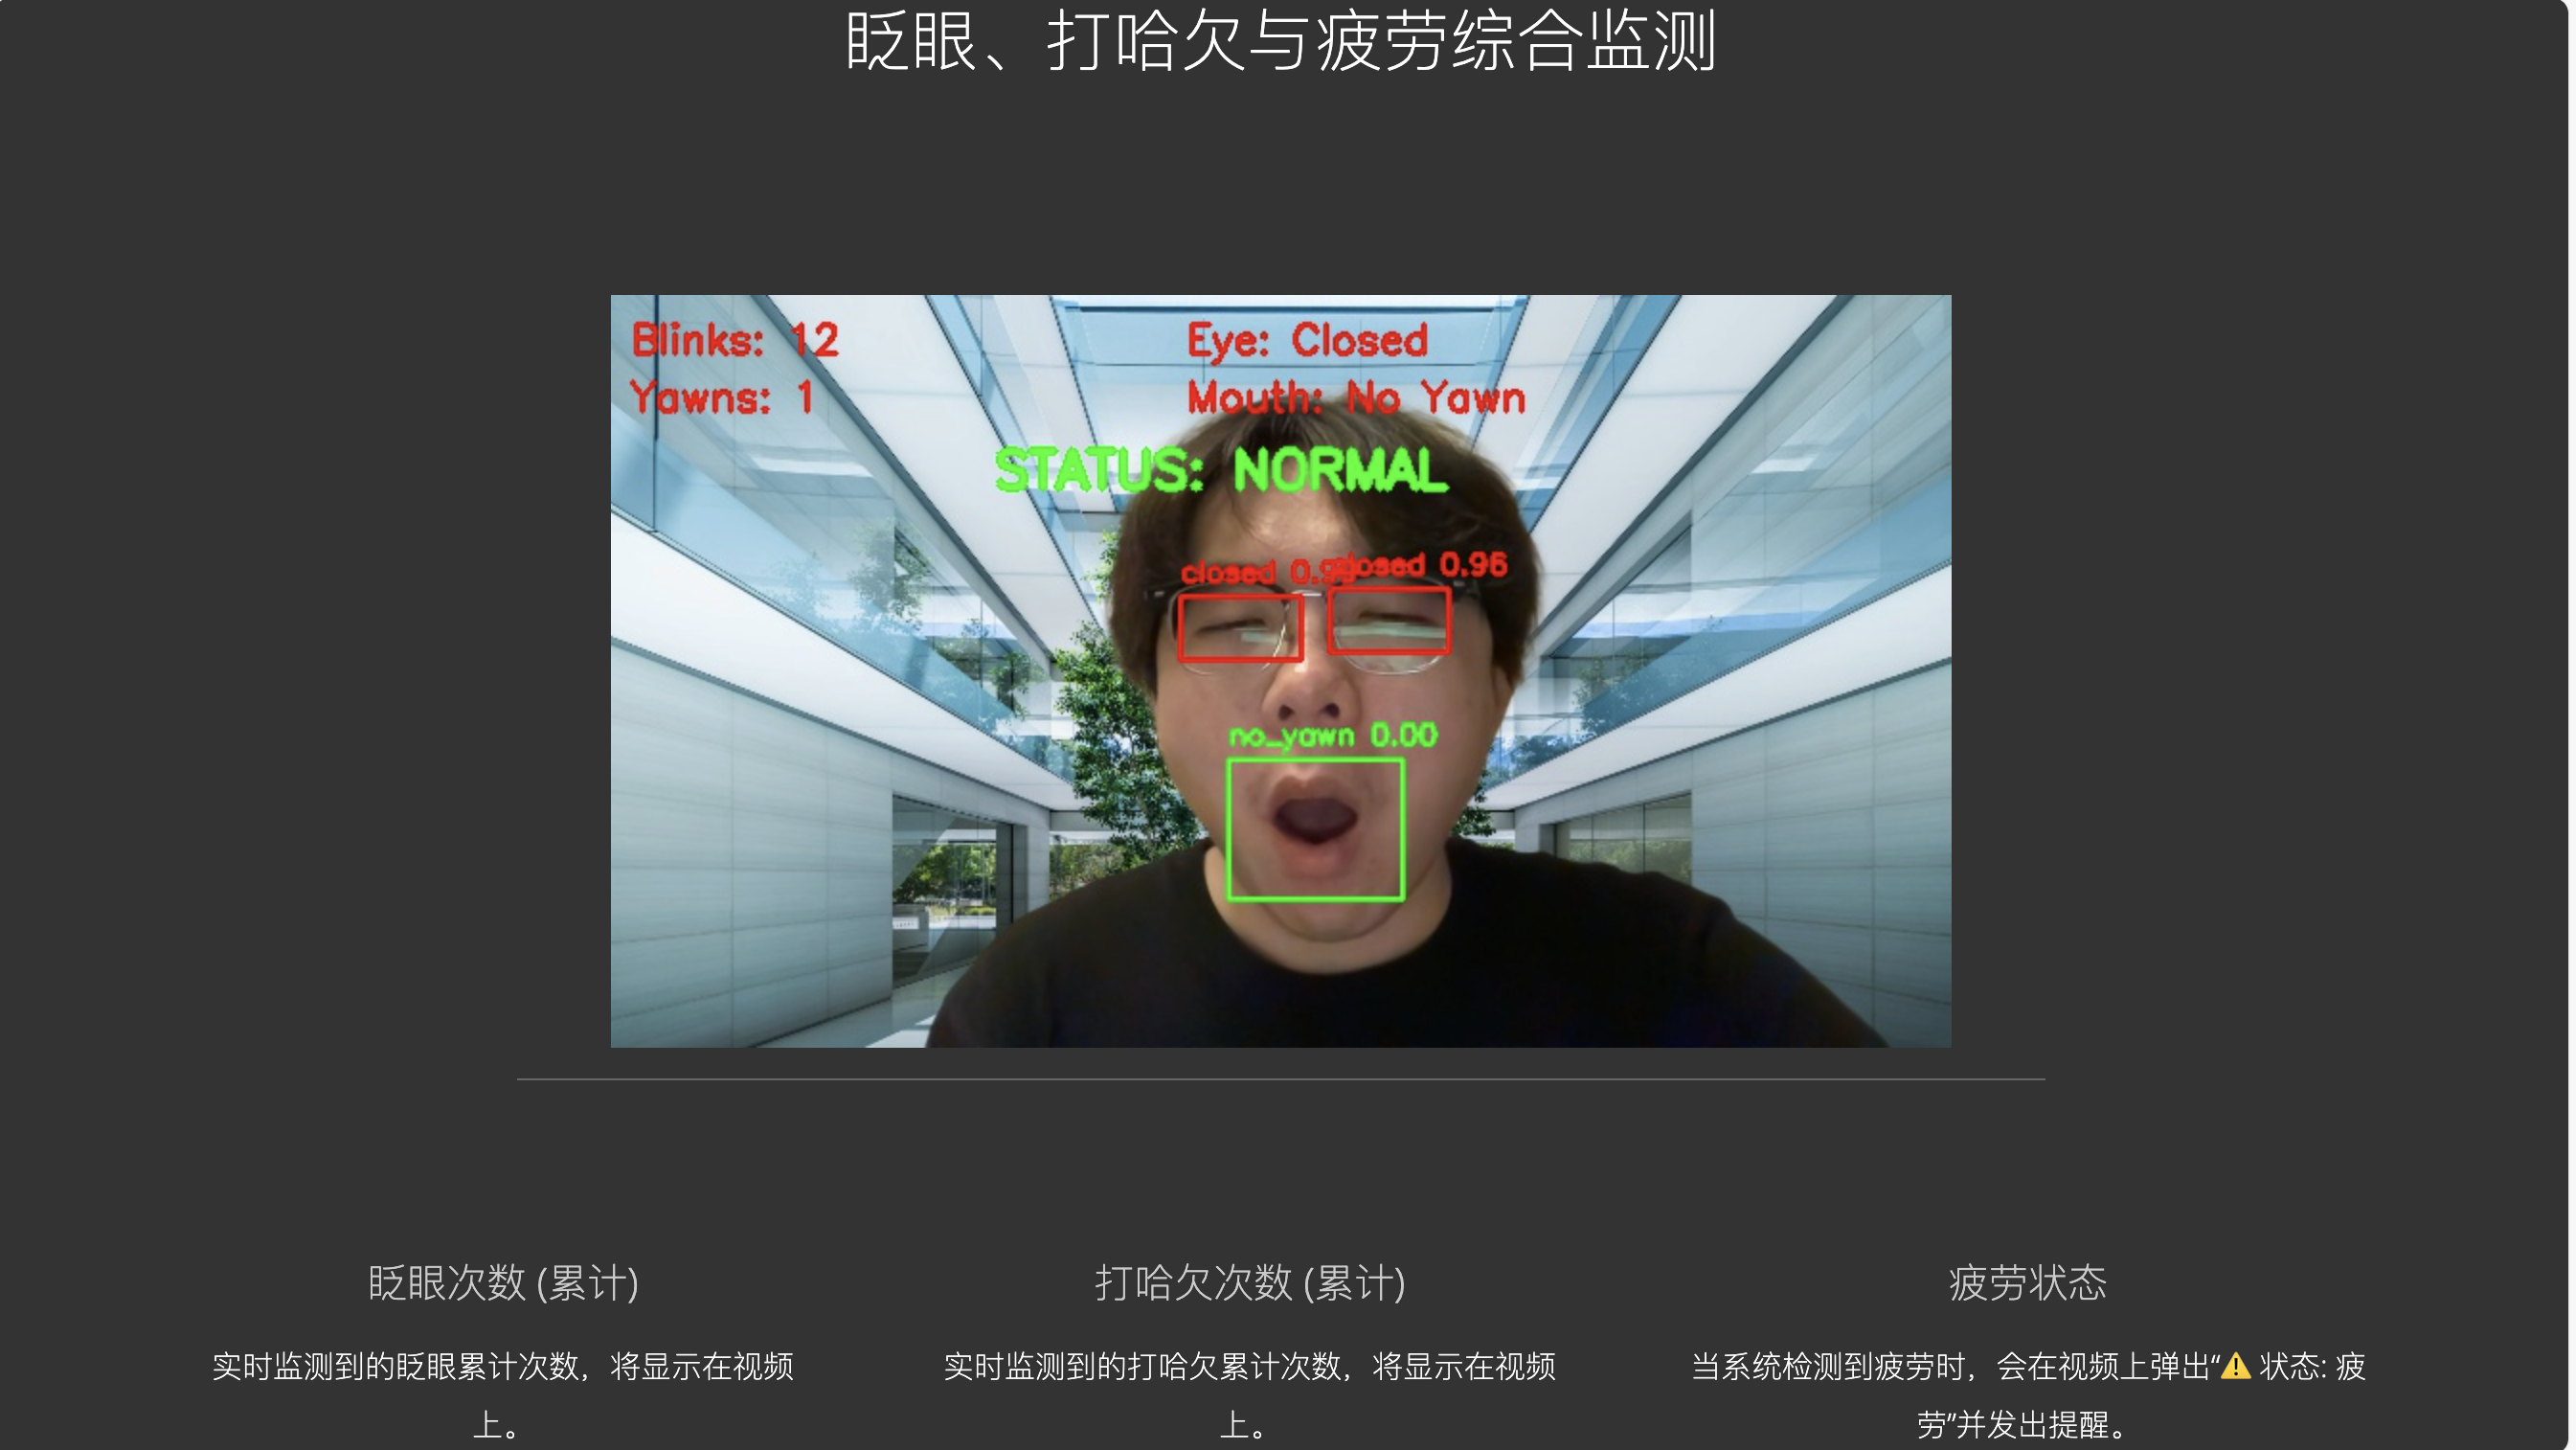 眨眼、打哈欠与疲劳综合监测
Blinks: 12
Eye: Closed
Yawns: 1
Mouth: No Yawn
STATUS: NORMAL
closed
closed 0.96
no_yawn 0.00
眨眼次数 (累计)
实时监测到的眨眼累计次数，将显示在视频
上。
打哈欠次数 (累计)
实时监测到的打哈欠累计次数，将显示在视频
上。
疲劳状态
当系统检测到疲劳时，会在视频上弹出“⚠️ 状态: 疲
劳”并发出提醒。